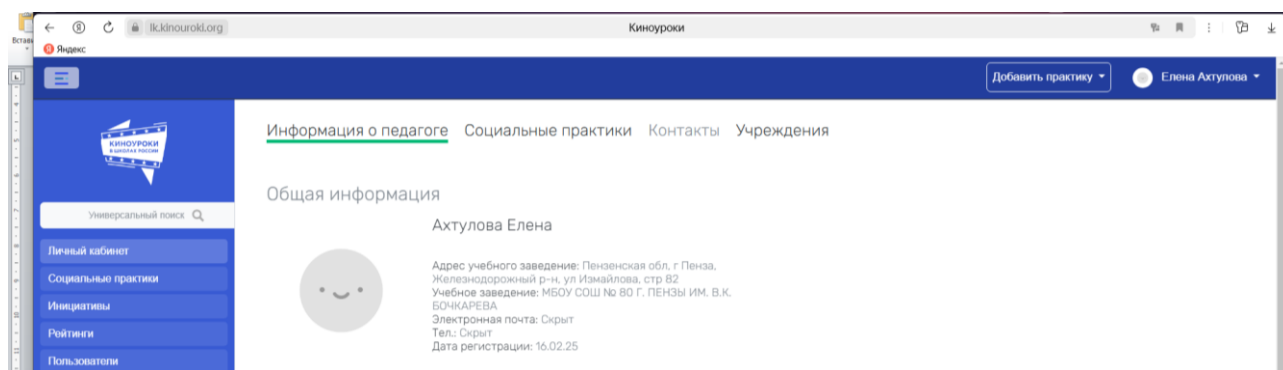 lk.kinouroki.org
Киноуроки
Яндекс
Добавить практику
Елена Ахтулова
КИНОУРОКИ
В ШКОЛАХ РОССИИ
Информация о педагоге Социальные практики Контакты Учреждения
Универсальный поиск
Личный кабинет
Социальные практики
Инициативы
Рейтинги
Пользователи
Общая информация
Ахтулова Елена
Адрес учебного заведение: Пензенская обл, г Пенза,
Железнодорожный р-н, ул Измайлова, стр 82
Учебное заведение: МБОУ СОШ № 80 Г. ПЕНЗЫ ИМ. В.К.
БОЧКАРЕВА
Электронная почта: Скрыт
Тел.: Скрыт
Дата регистрации: 16.02.25